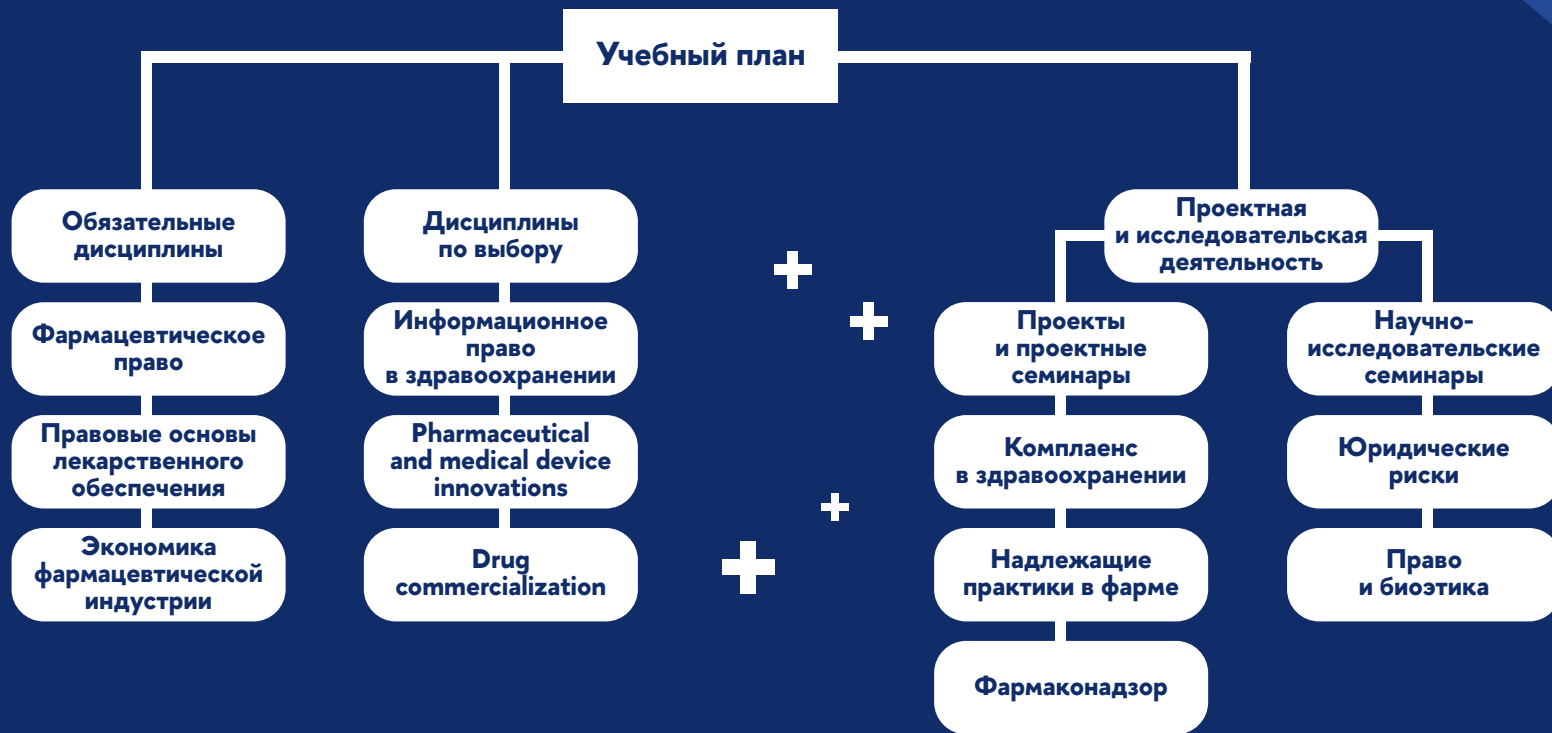 Учебный план
Обязательные
дисциплины
Фармацевтическое
право
Правовые основы
лекарственного
обеспечения
Экономика
фармацевтической
индустрии
Дисциплины
по выбору
Информационное
право
в здравоохранении
Pharmaceutical
and medical device
innovations
Drug
commercialization
Проектная
и исследовательская
деятельность
Проекты
и проектные
семинары
Комплаенс
в здравоохранении
Надлежащие
практики в фарме
Фармаконадзор
Научно-
исследовательские
семинары
Юридические
риски
Право
и биоэтика